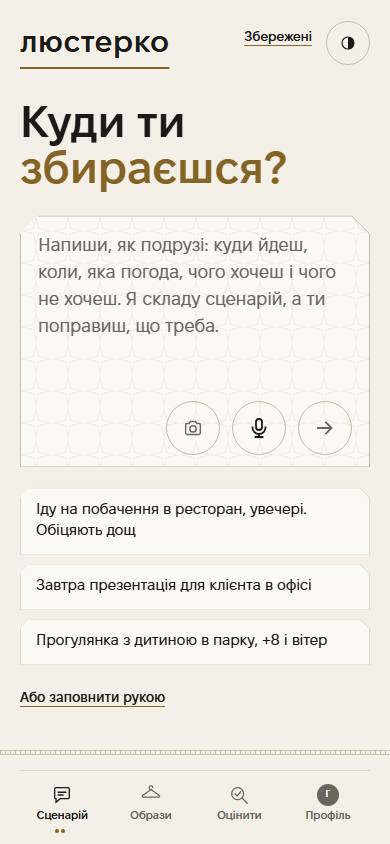 люстерко
Збережені
Куди ти
збираєшся?
Напиши, як подрузі: куди йдеш,
коли, яка погода, чого хочеш і чого
не хочеш. Я складу сценарій, а ти
поправиш, що треба.
Іду на побачення в ресторан, увечері.
Обіцяють дощ
Завтра презентація для клієнта в офісі
Прогулянка з дитиною в парку, +8 і вітер
Або заповнити рукою
Сценарій
Образи
Оцінити
Г
Профіль